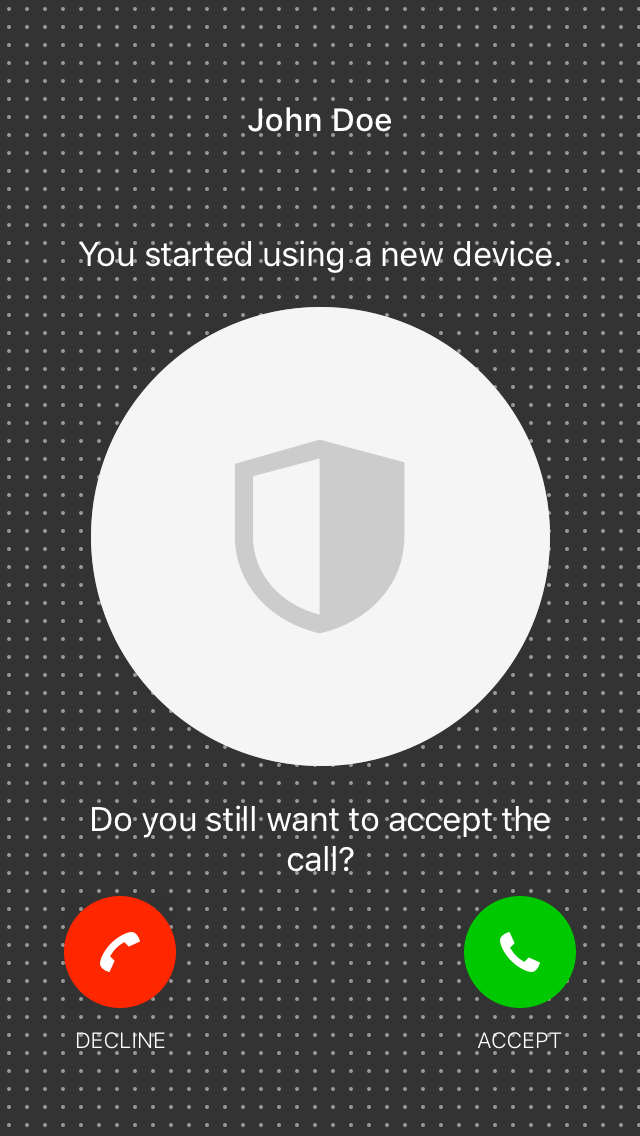 John Doe
You started using a new device.
Do you still want to accept the
call?
DECLINE
ACCEPT